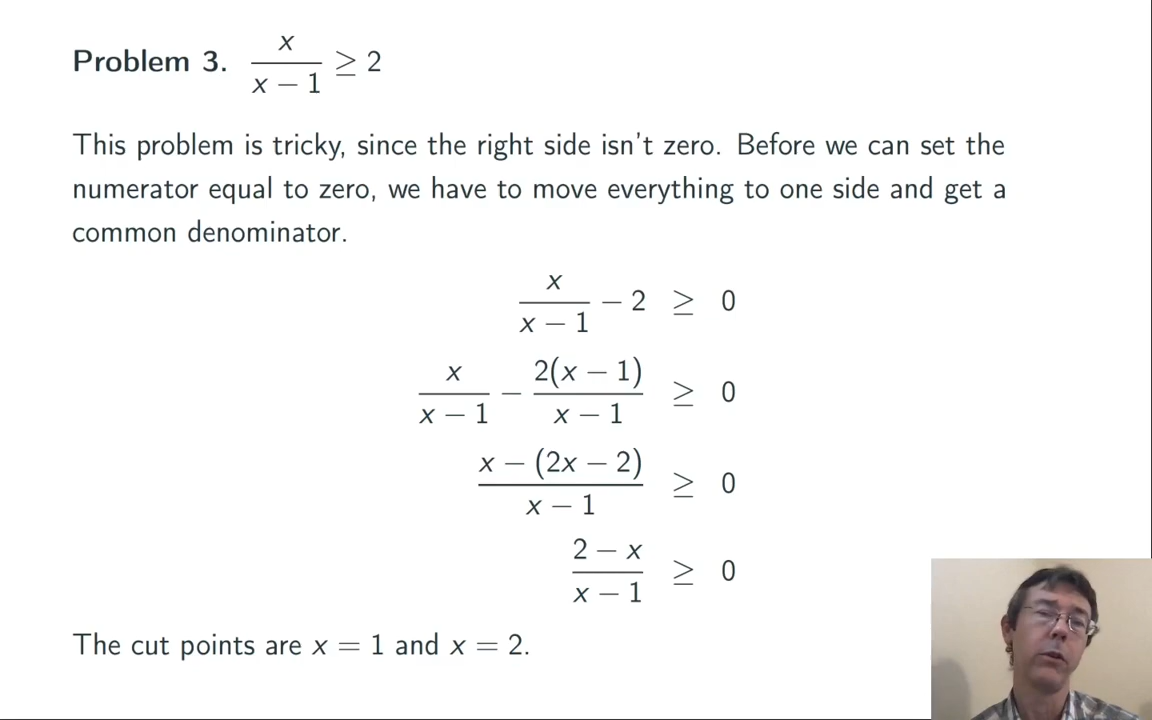 Problem 3. x/(x − 1) ≥ 2
This problem is tricky, since the right side isn't zero. Before we can set the
numerator equal to zero, we have to move everything to one side and get a
common denominator.
x/(x − 1) − 2 ≥ 0
x/(x − 1) − 2(x − 1)/(x − 1) ≥ 0
(x − (2x − 2))/(x − 1) ≥ 0
(2 − x)/(x − 1) ≥ 0
The cut points are x = 1 and x = 2.